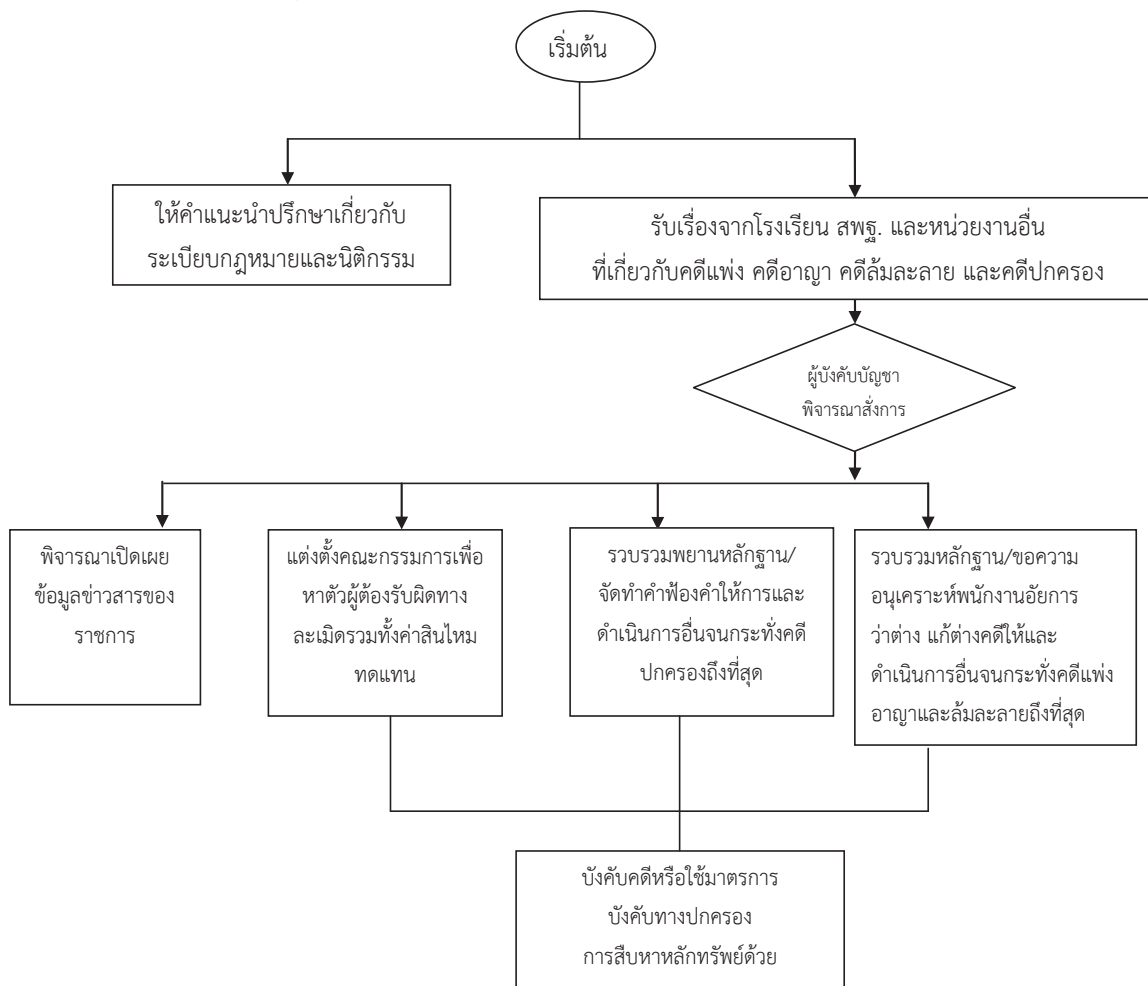 เริ่มต้น
ให้คำแนะนำปรึกษาเกี่ยวกับ
ระเบียบกฎหมายและนิติกรรม
รับเรื่องจากโรงเรียน สพฐ. และหน่วยงานอื่น
ที่เกี่ยวกับคดีแพ่ง คดีอาญา คดีล้มละลาย และคดีปกครอง
ผู้บังคับบัญชา
พิจารณาสั่งการ
พิจารณาเปิดเผย
ข้อมูลข่าวสารของ
ราชการ
แต่งตั้งคณะกรรมการเพื่อ
หาตัวผู้ต้องรับผิดทาง
ละเมิดรวมทั้งค่าสินไหม
ทดแทน
รวบรวมพยานหลักฐาน/
จัดทำคำฟ้องคำให้การและ
ดำเนินการอื่นจนกระทั่งคดี
ปกครองถึงที่สุด
รวบรวมหลักฐาน/ขอความ
อนุเคราะห์พนักงานอัยการ
ว่าต่าง แก้ต่างคดีให้และ
ดำเนินการอื่นจนกระทั่งคดีแพ่ง
อาญาและล้มละลายถึงที่สุด
บังคับคดีหรือใช้มาตรการ
บังคับทางปกครอง
การสืบหาหลักทรัพย์ด้วย